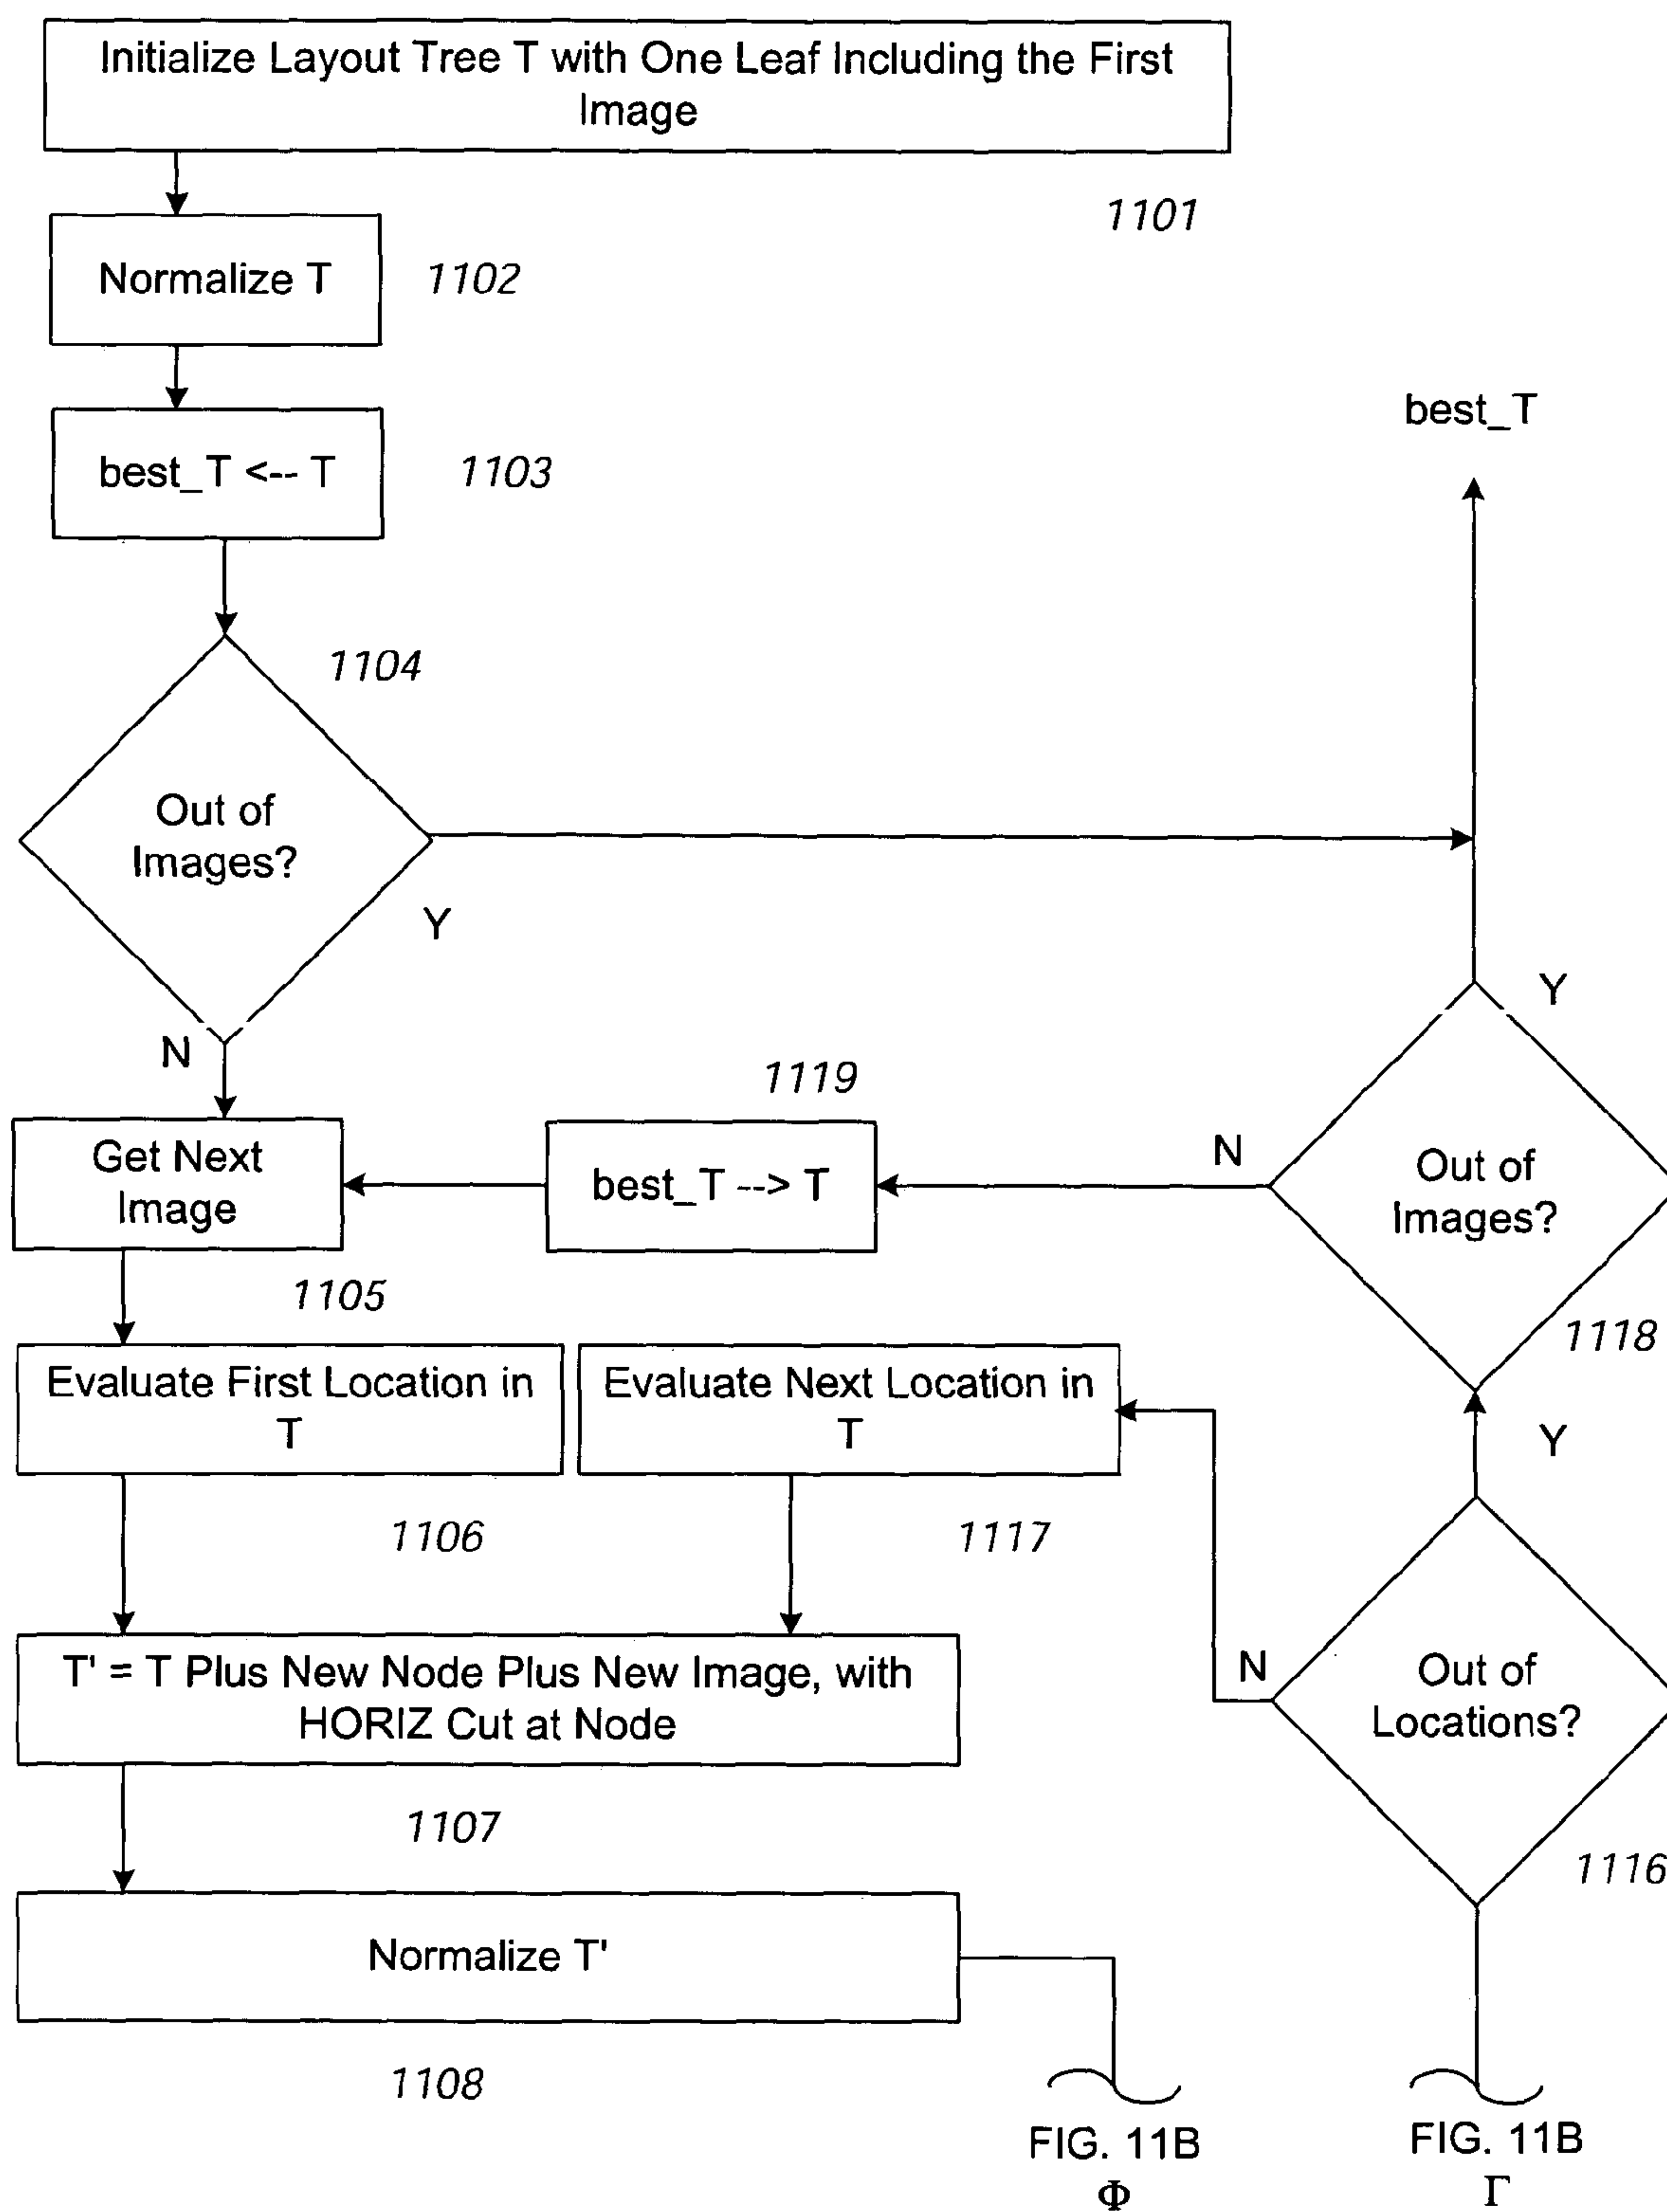 Initialize Layout Tree T with One Leaf Including the First
Image
1101
Normalize T
1102
best_T <-- T
1103
best_T
1104
Out of
Images?
Y
N
Y
1119
Get Next
Image
best_T --> T
N
Out of
Images?
1105
1118
Evaluate First Location in
T
Evaluate Next Location in
T
Y
1106
1117
T' = T Plus New Node Plus New Image, with
HORIZ Cut at Node
N
Out of
Locations?
1107
1116
Normalize T'
1108
FIG. 11B
Φ
FIG. 11B
Γ